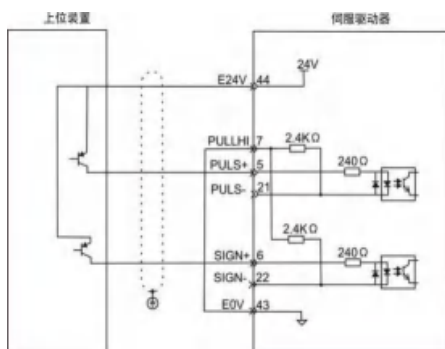 上位装置
伺服驱动器
24V
E24V 44
PULLHI 7
2.4KΩ
PULS+ 5
240Ω
PULS- 21
2.4KΩ
SIGN+ 6
240Ω
SIGN- 22
E0V 43